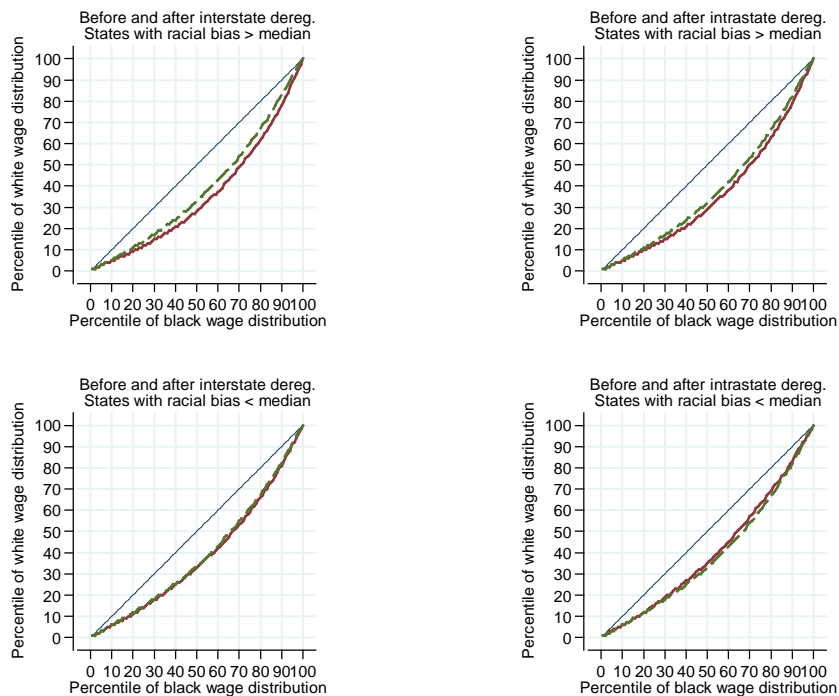 Before and after interstate dereg.
States with racial bias > median
100
90
80
70
60
50
40
30
20
10
0
Percentile of white wage distribution
0 10 20 30 40 50 60 70 80 90100
Percentile of black wage distribution
Before and after intrastate dereg.
States with racial bias > median
100
90
80
70
60
50
40
30
20
10
0
Percentile of white wage distribution
0 10 20 30 40 50 60 70 80 90100
Percentile of black wage distribution
Before and after interstate dereg.
States with racial bias < median
100
90
80
70
60
50
40
30
20
10
0
Percentile of white wage distribution
0 10 20 30 40 50 60 70 80 90100
Percentile of black wage distribution
Before and after intrastate dereg.
States with racial bias < median
100
90
80
70
60
50
40
30
20
10
0
Percentile of white wage distribution
0 10 20 30 40 50 60 70 80 90100
Percentile of black wage distribution